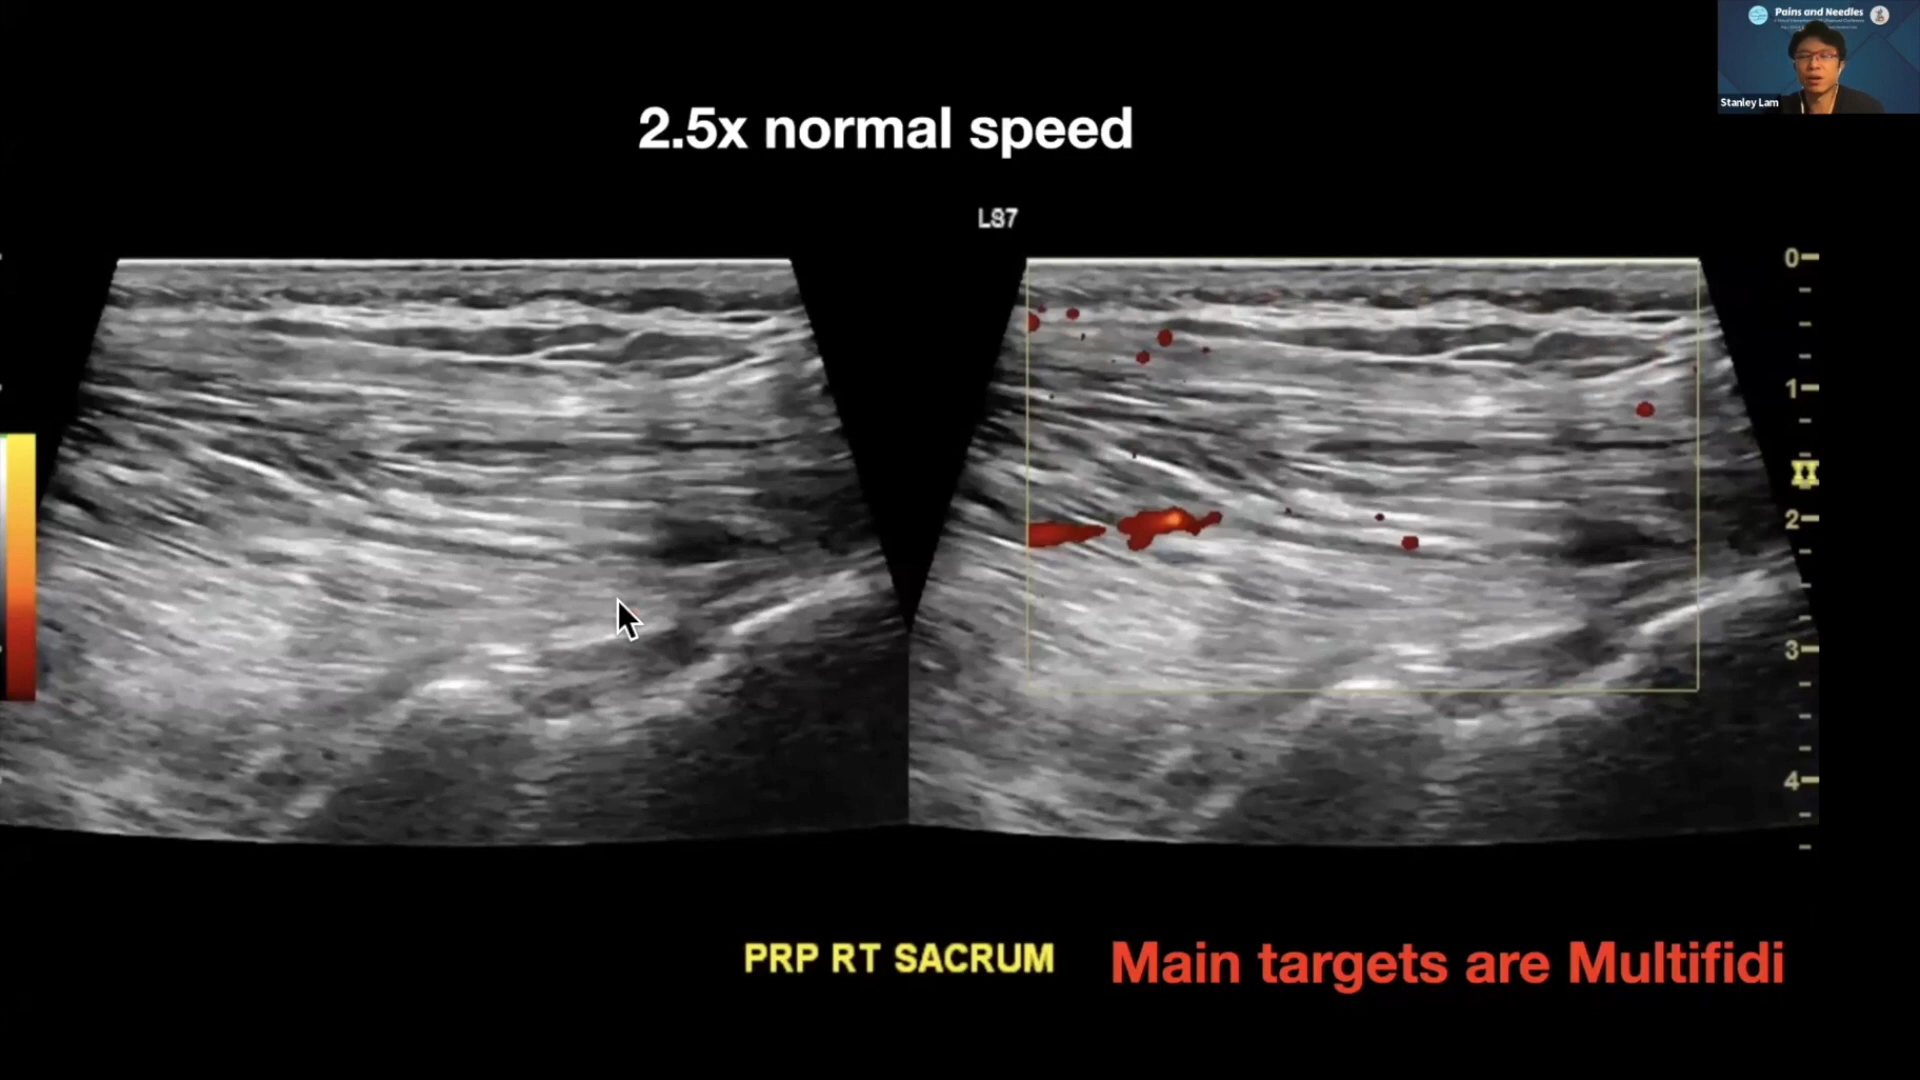 Pains and Needles
Stanley Lam
2.5x normal speed
LS7
0
1
2
3
4
PRP RT SACRUM
Main targets are Multifidi